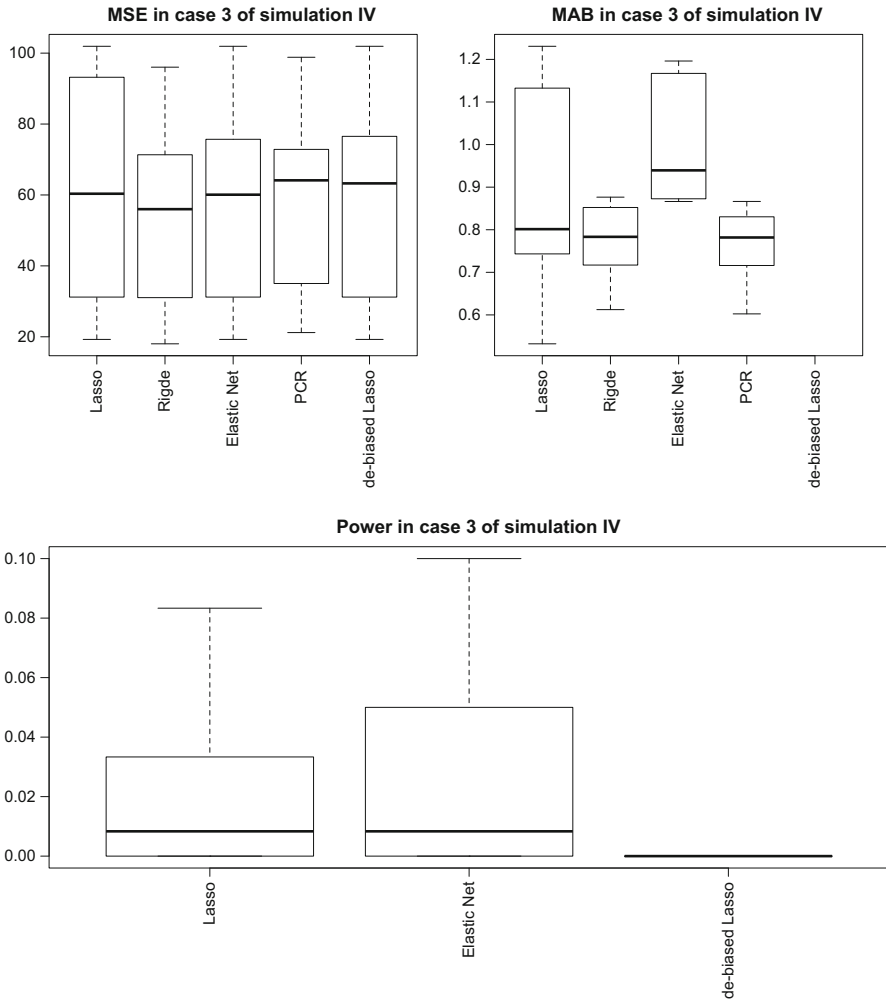 MSE in case 3 of simulation IV
100
80
60
40
20
Lasso
Rigde
Elastic Net
PCR
de-biased Lasso
MAB in case 3 of simulation IV
1.2
1.1
1.0
0.9
0.8
0.7
0.6
Lasso
Rigde
Elastic Net
PCR
de-biased Lasso
Power in case 3 of simulation IV
0.10
0.08
0.06
0.04
0.02
0.00
Lasso
Elastic Net
de-biased Lasso